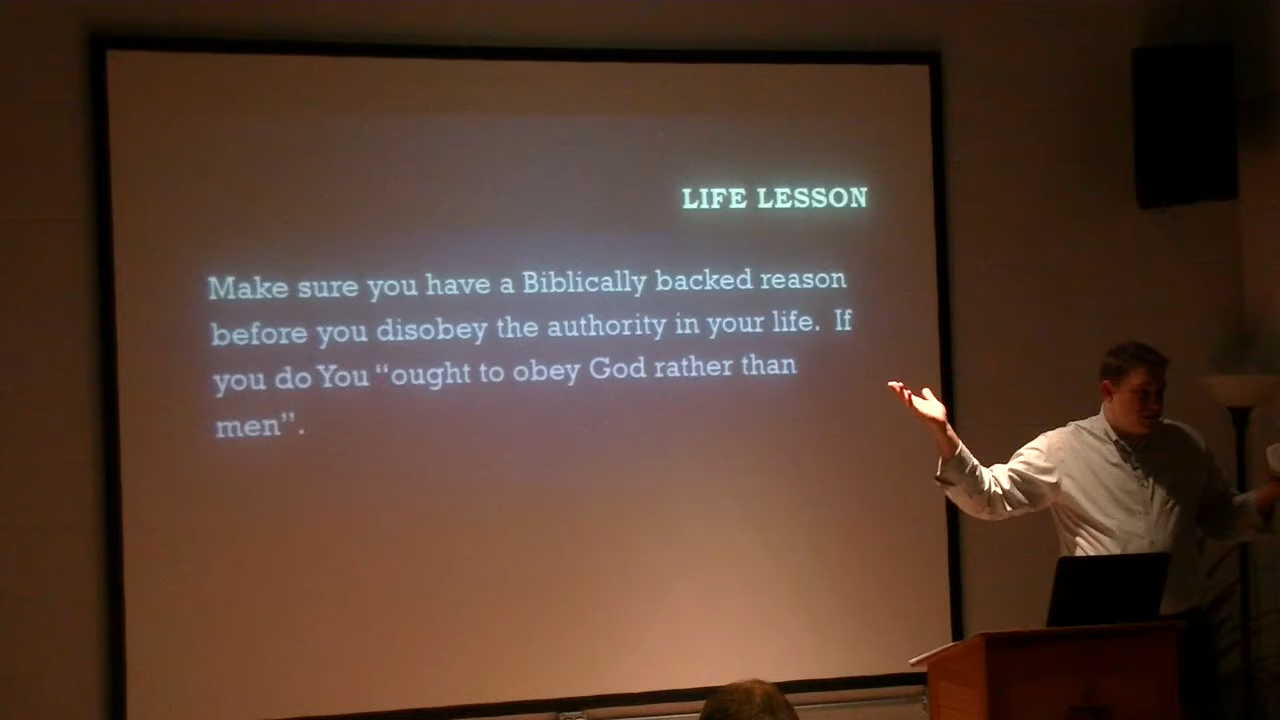 LIFE LESSON
Make sure you have a Biblically backed reason
before you disobey the authority in your life.  If
you do You “ought to obey God rather than
men”.